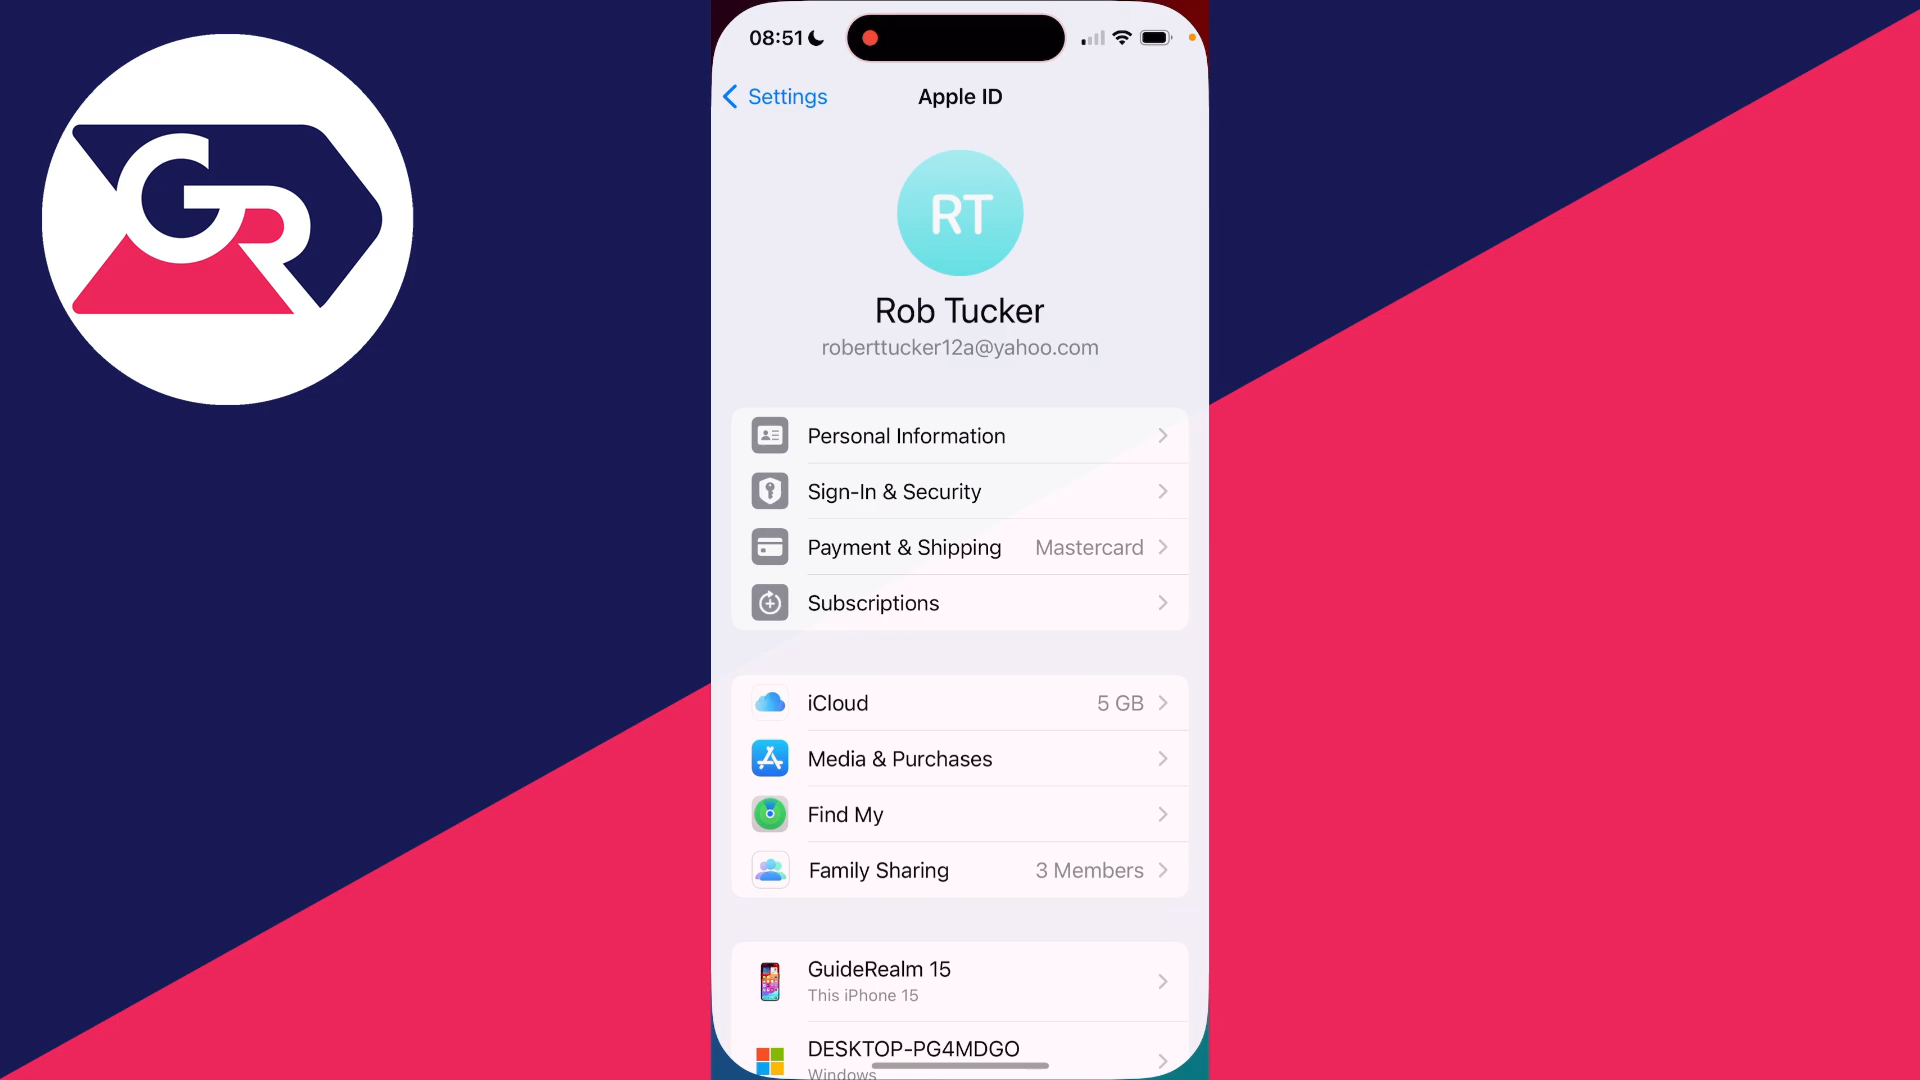 GR
08:51
Settings
Apple ID
RT
Rob Tucker
roberttucker12a@yahoo.com
Personal Information
Sign-In & Security
Payment & Shipping Mastercard
Subscriptions
iCloud 5 GB
Media & Purchases
Find My
Family Sharing 3 Members
GuideRealm 15
This iPhone 15
DESKTOP-PG4MDGO
Windows